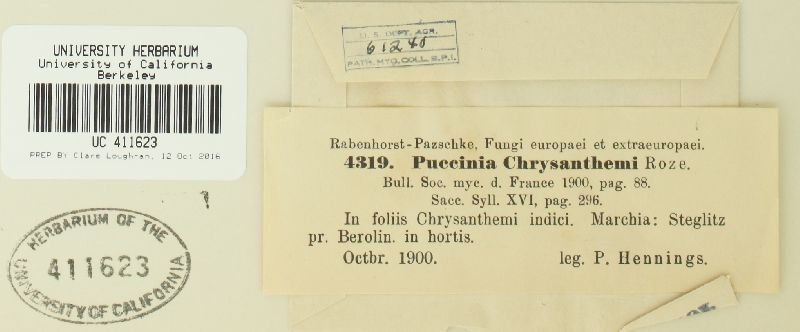 UNIVERSITY HERBARIUM
University of California
Berkeley
UC 411623
PREP BY Clare Loughran, 12 Oct 2016
HERBARIUM OF THE
411623
UNIVERSITY OF CALIFORNIA
U. S. DEPT. AGR.
61240
PATH. MYC. COLL. B.P.I.
Rabenhorst-Pazschke, Fungi europaei et extraeuropaei.
4319. Puccinia Chrysanthemi Roze.
Bull. Soc. myc. d. France 1900, pag. 88.
Sacc. Syll. XVI, pag. 296.
In foliis Chrysanthemi indici. Marchia: Steglitz
pr. Berolin. in hortis.
Octbr. 1900. leg. P. Hennings.